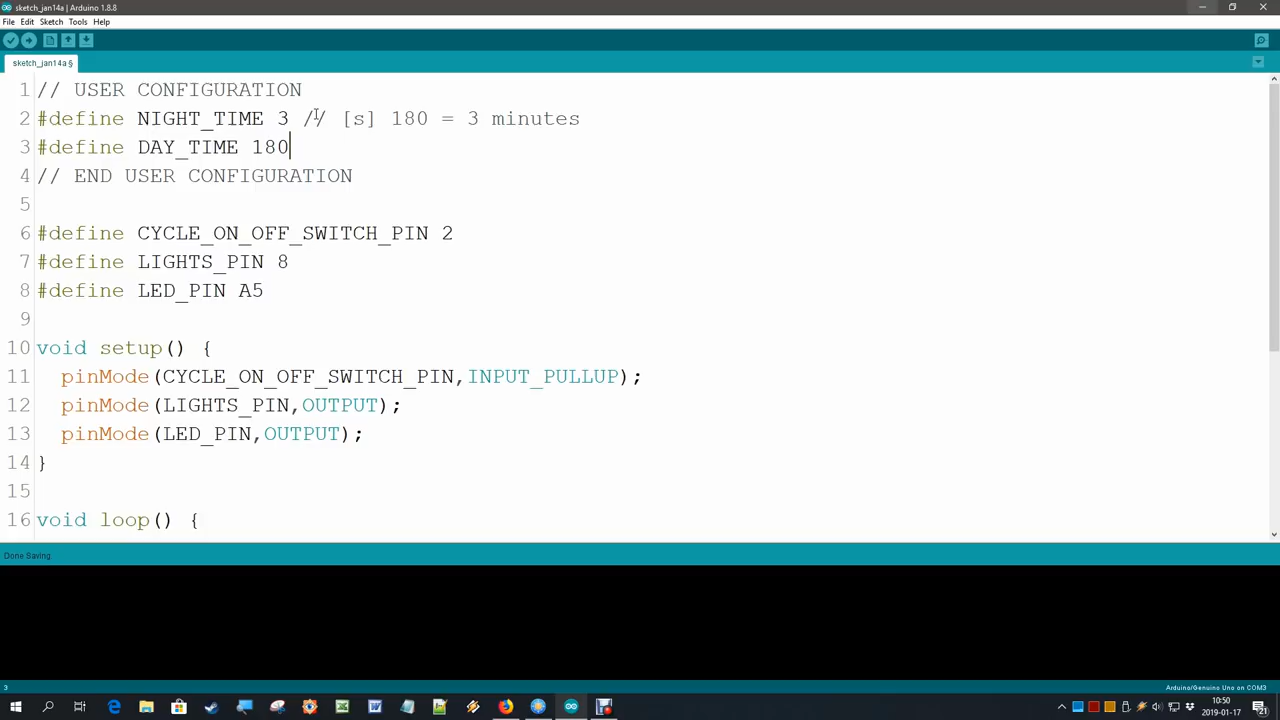 sketch_jan14a | Arduino 1.8.8
File Edit Sketch Tools Help
sketch_jan14a §
1 // USER CONFIGURATION
2 #define NIGHT_TIME 3 // [s] 180 = 3 minutes
3 #define DAY_TIME 180
4 // END USER CONFIGURATION
5
6 #define CYCLE_ON_OFF_SWITCH_PIN 2
7 #define LIGHTS_PIN 8
8 #define LED_PIN A5
9
10 void setup() {
11 pinMode(CYCLE_ON_OFF_SWITCH_PIN,INPUT_PULLUP);
12 pinMode(LIGHTS_PIN,OUTPUT);
13 pinMode(LED_PIN,OUTPUT);
14 }
15
16 void loop() {
Done Saving
3 Arduino/Genuino Uno on COM3
10:50
2019-01-17